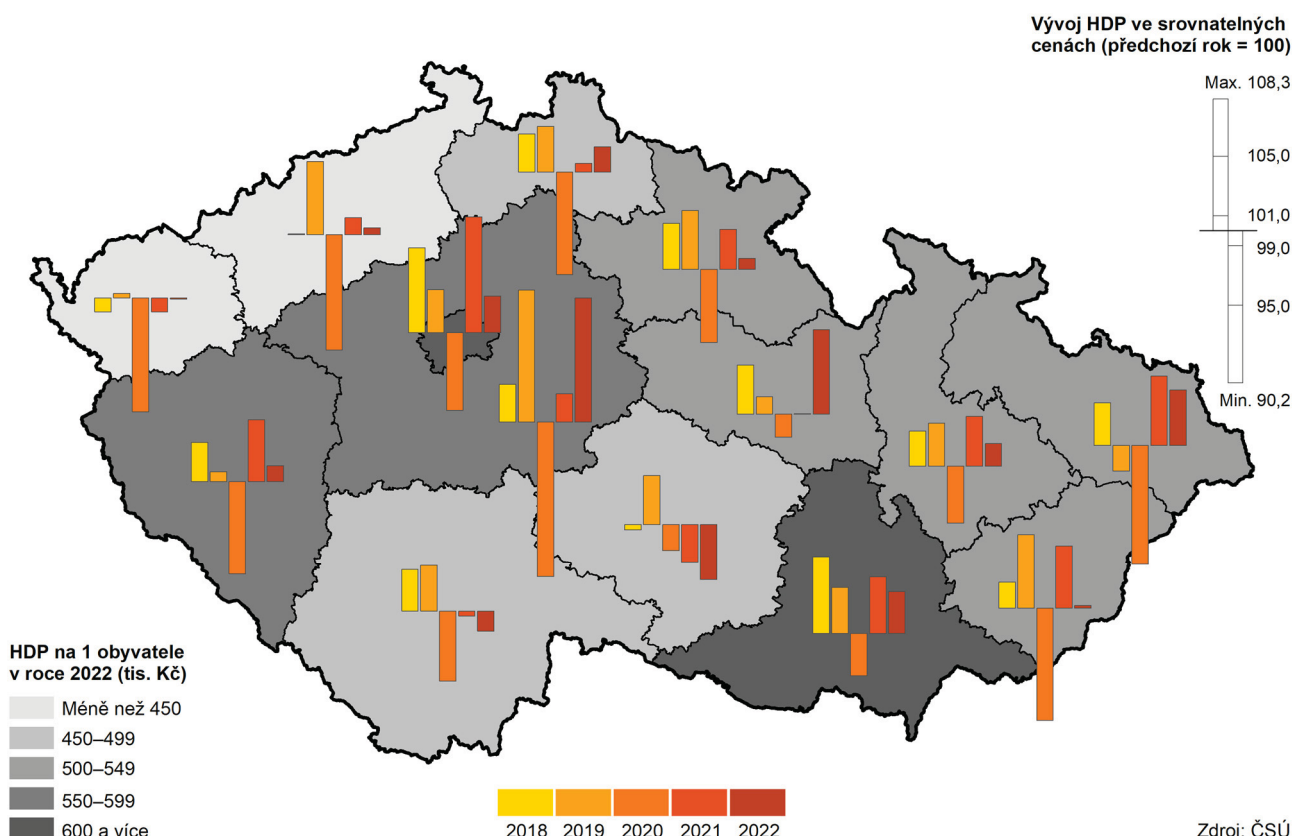 Vývoj HDP ve srovnatelných
cenách (předchozí rok = 100)
Max. 108,3
105,0
101,0
99,0
95,0
Min. 90,2
HDP na 1 obyvatele
v roce 2022 (tis. Kč)
Méně než 450
450–499
500–549
550–599
600 a více
2018 2019 2020 2021 2022
Zdroj: ČSÚ